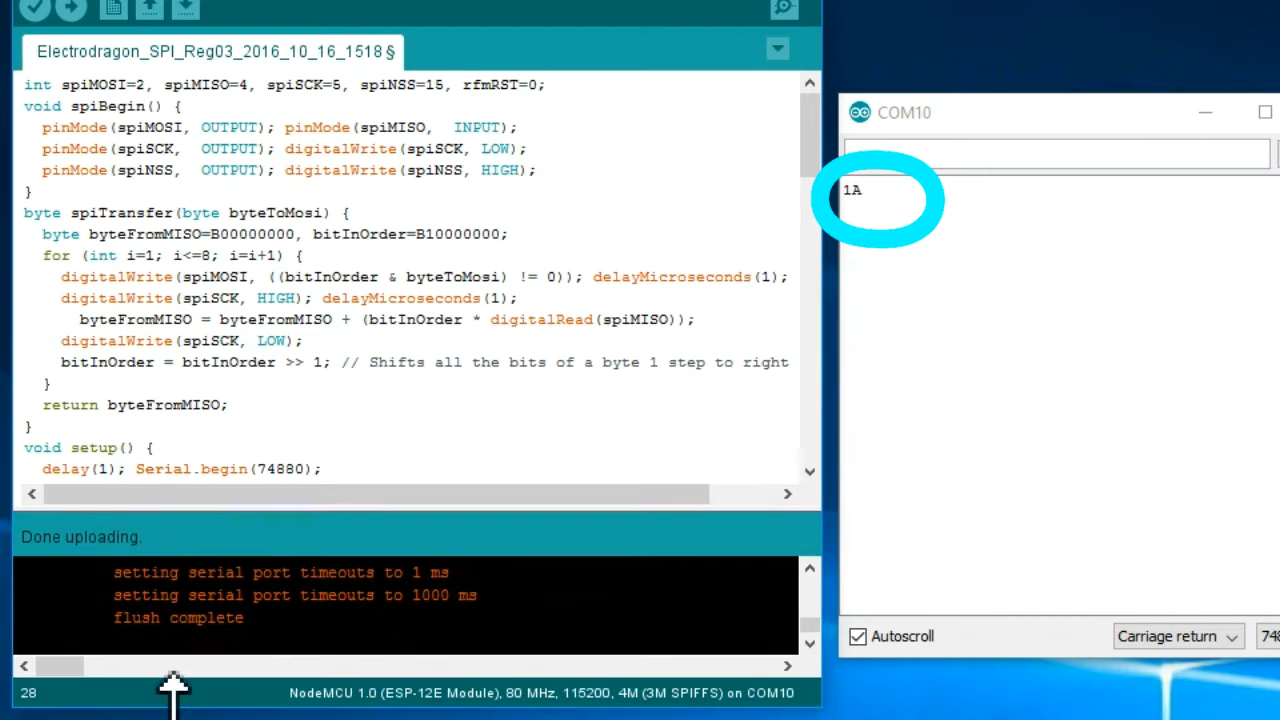 Electrodragon_SPI_Reg03_2016_10_16_1518 §
int spiMOSI=2, spiMISO=4, spiSCK=5, spiNSS=15, rfmRST=0;
void spiBegin() {
pinMode(spiMOSI, OUTPUT); pinMode(spiMISO, INPUT);
pinMode(spiSCK, OUTPUT); digitalWrite(spiSCK, LOW);
pinMode(spiNSS, OUTPUT); digitalWrite(spiNSS, HIGH);
}
byte spiTransfer(byte byteToMosi) {
byte byteFromMISO=B00000000, bitInOrder=B10000000;
for (int i=1; i<=8; i=i+1) {
digitalWrite(spiMOSI, ((bitInOrder & byteToMosi) != 0)); delayMicroseconds(1);
digitalWrite(spiSCK, HIGH); delayMicroseconds(1);
byteFromMISO = byteFromMISO + (bitInOrder * digitalRead(spiMISO));
digitalWrite(spiSCK, LOW);
bitInOrder = bitInOrder >> 1; // Shifts all the bits of a byte 1 step to right
}
return byteFromMISO;
}
void setup() {
delay(1); Serial.begin(74880);
Done uploading.
setting serial port timeouts to 1 ms
setting serial port timeouts to 1000 ms
flush complete
28
NodeMCU 1.0 (ESP-12E Module), 80 MHz, 115200, 4M (3M SPIFFS) on COM10
COM10
1A
Autoscroll
Carriage return